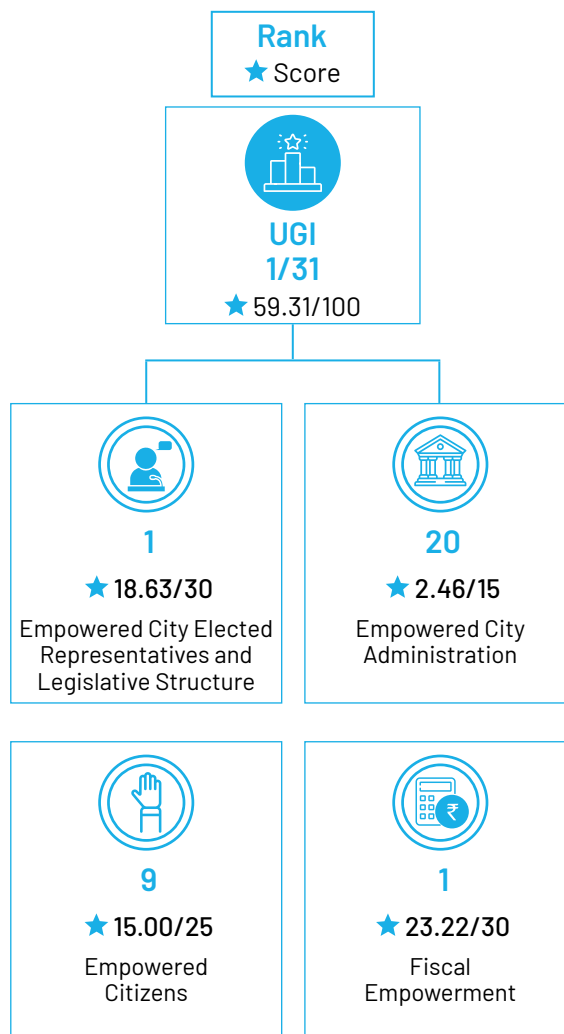 Rank
★ Score
UGI
1/31
★ 59.31/100
1
★ 18.63/30
Empowered City Elected
Representatives and
Legislative Structure
20
★ 2.46/15
Empowered City
Administration
9
★ 15.00/25
Empowered
Citizens
₹
1
★ 23.22/30
Fiscal
Empowerment